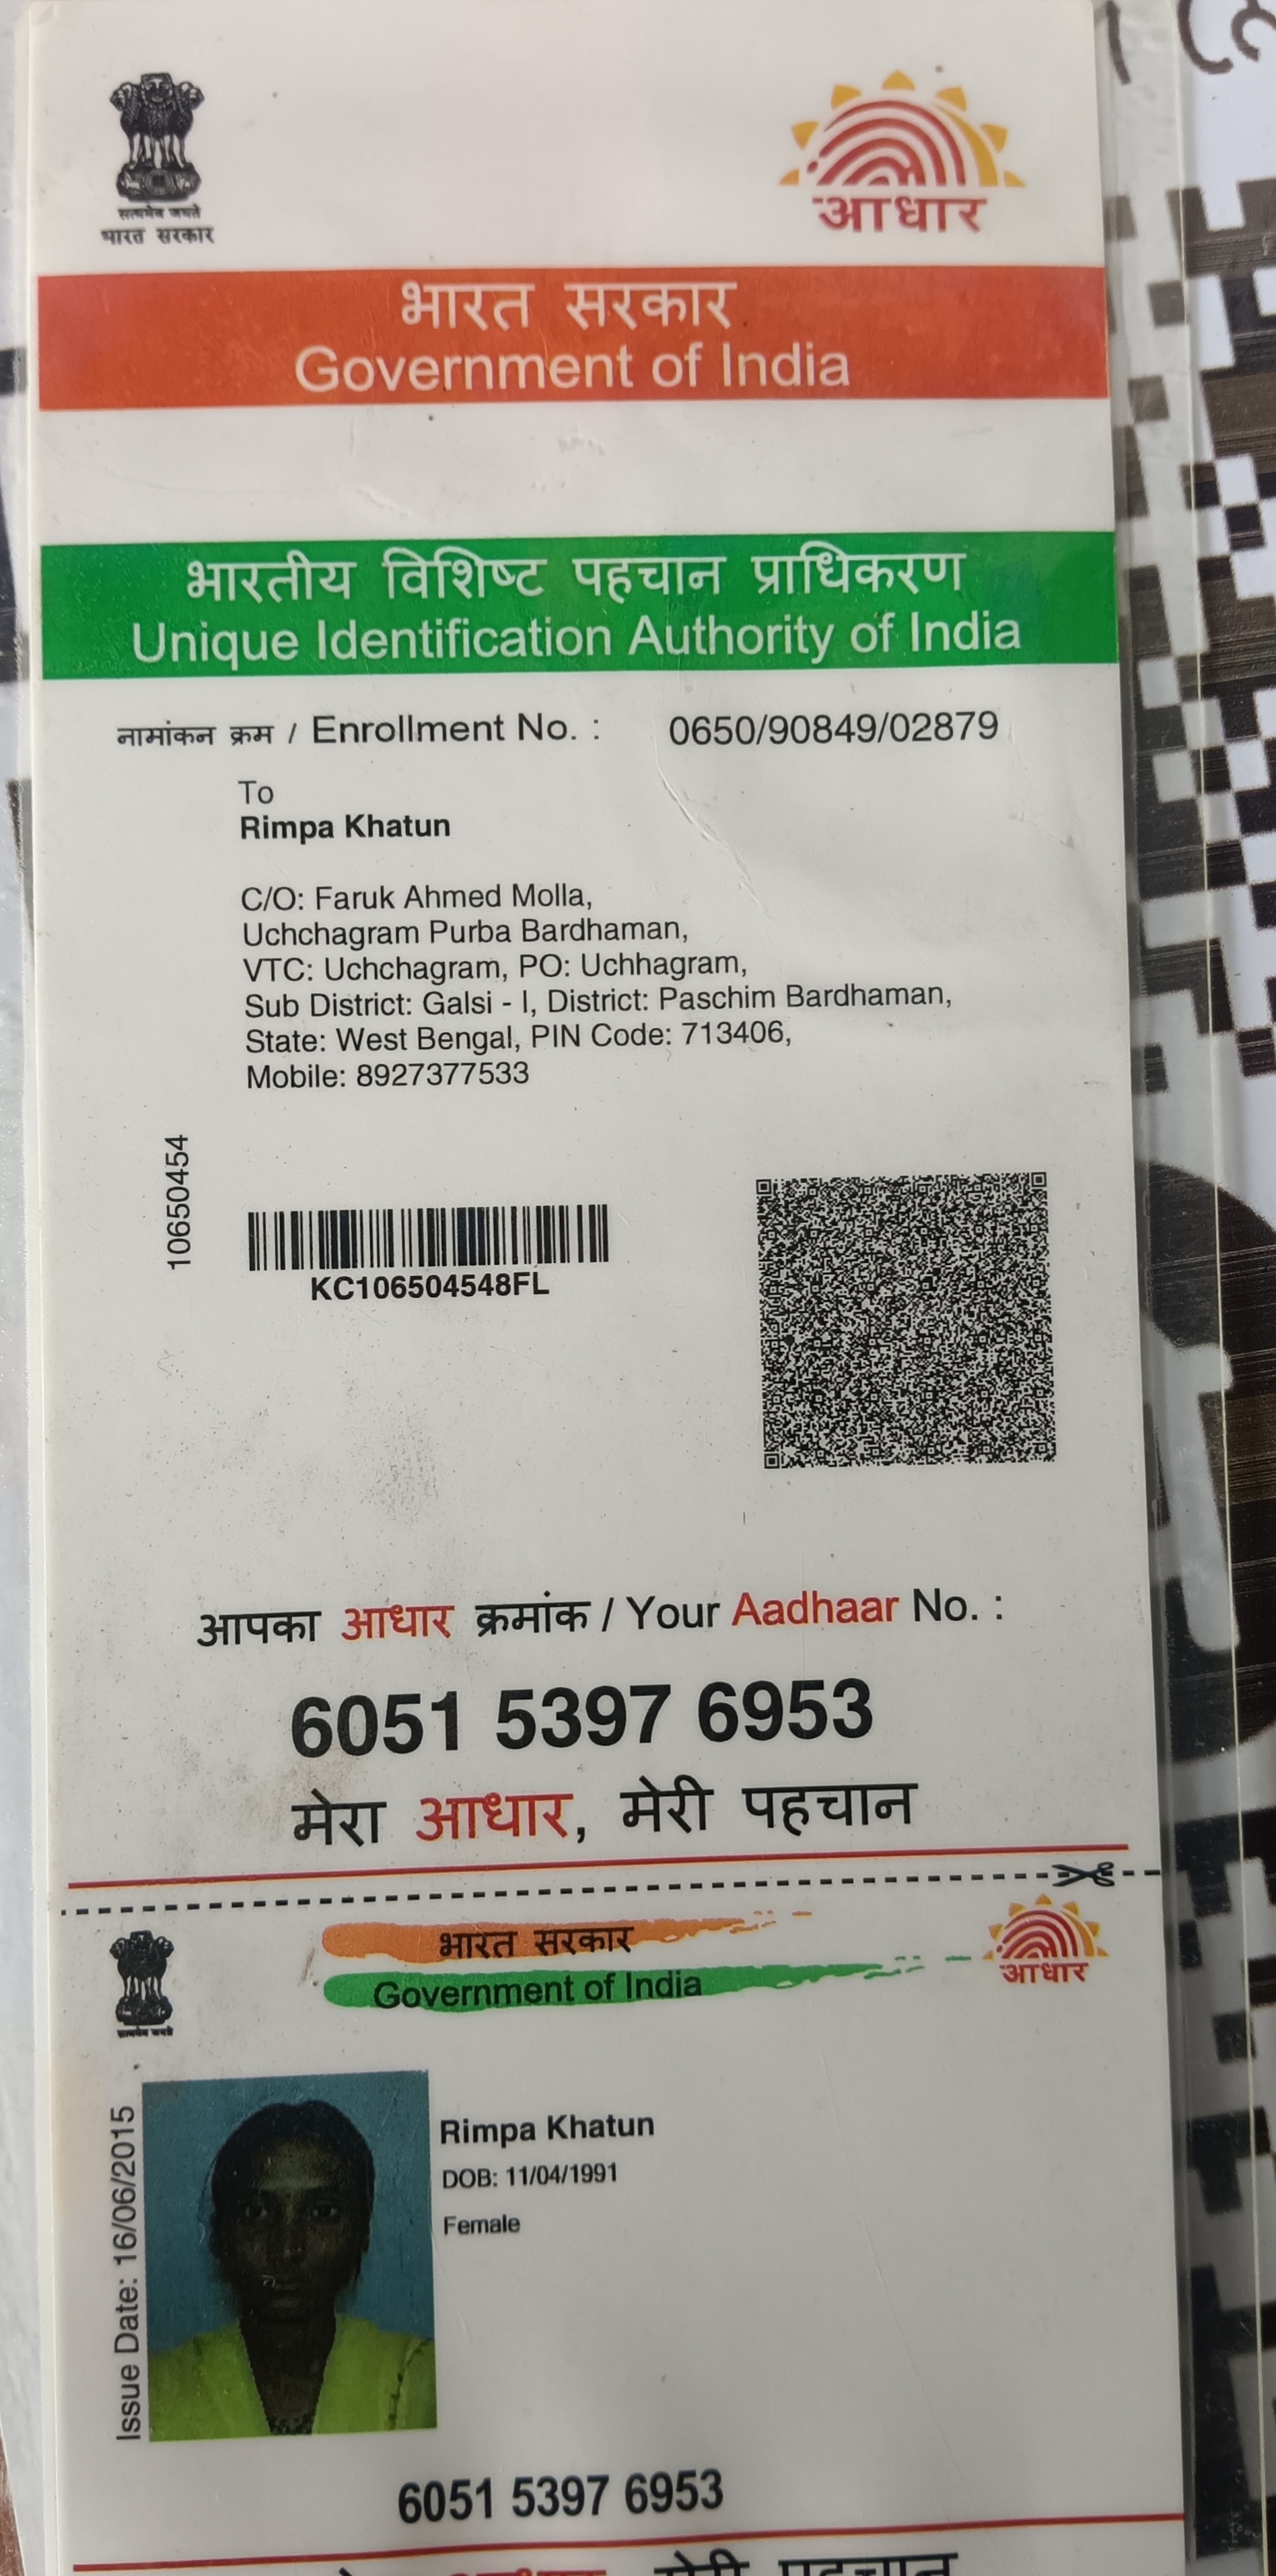 सत्यमेव जयते
भारत सरकार
आधार
भारत सरकार
Government of India
भारतीय विशिष्ट पहचान प्राधिकरण
Unique Identification Authority of India
नामांकन क्रम / Enrollment No. : 0650/90849/02879
To
Rimpa Khatun
C/O: Faruk Ahmed Molla,
Uchchagram Purba Bardhaman,
VTC: Uchchagram, PO: Uchhagram,
Sub District: Galsi - I, District: Paschim Bardhaman,
State: West Bengal, PIN Code: 713406,
Mobile: 8927377533
10650454
KC106504548FL
आपका आधार क्रमांक / Your Aadhaar No. :
6051 5397 6953
मेरा आधार, मेरी पहचान
भारत सरकार
Government of India
आधार
सत्यमेव जयते
Issue Date: 16/06/2015
Rimpa Khatun
DOB: 11/04/1991
Female
6051 5397 6953